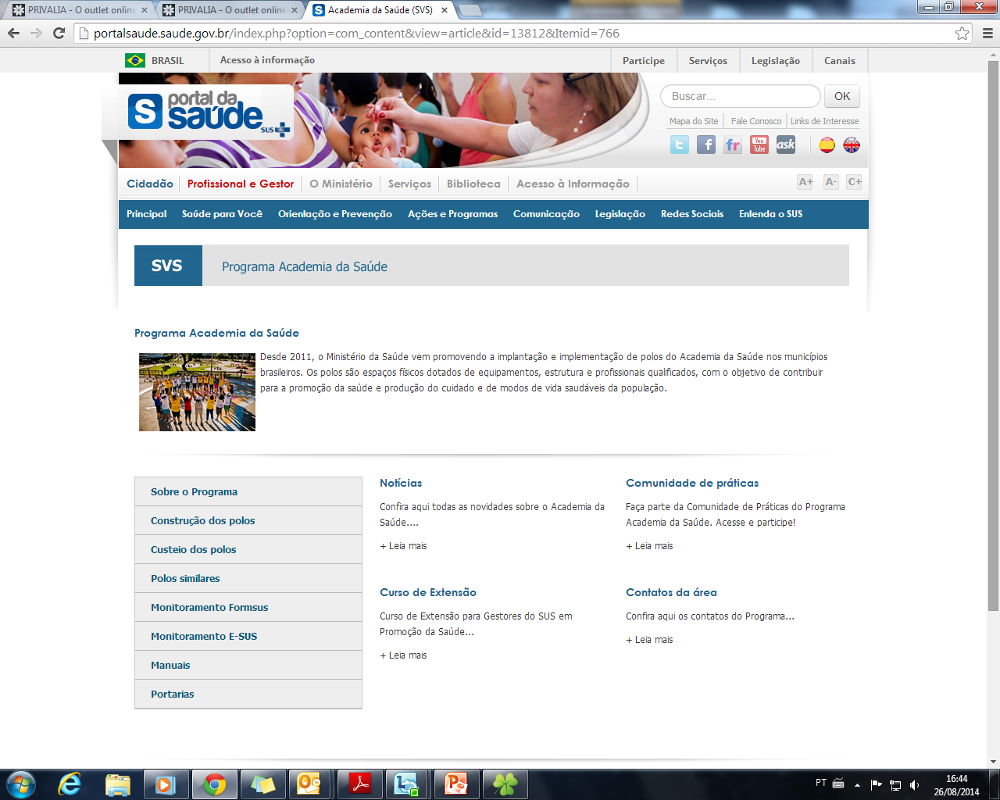 PRIVALIA - O outlet online
PRIVALIA - O outlet online
Academia da Saúde (SVS)
portalsaude.saude.gov.br/index.php?option=com_content&view=article&id=13812&Itemid=766
BRASIL
Acesso à informação
Participe
Serviços
Legislação
Canais
S portal da saúde SUS
Buscar...
OK
Mapa do Site
Fale Conosco
Links de Interesse
You Tube
ask
Cidadão
Profissional e Gestor
O Ministério
Serviços
Biblioteca
Acesso à Informação
A+
A-
C+
Principal
Saúde para Você
Orientação e Prevenção
Ações e Programas
Comunicação
Legislação
Redes Sociais
Entenda o SUS
SVS
Programa Academia da Saúde
Programa Academia da Saúde
Desde 2011, o Ministério da Saúde vem promovendo a implantação e implementação de polos do Academia da Saúde nos municípios
brasileiros. Os polos são espaços físicos dotados de equipamentos, estrutura e profissionais qualificados, com o objetivo de contribuir
para a promoção da saúde e produção do cuidado e de modos de vida saudáveis da população.
Sobre o Programa
Construção dos polos
Custeio dos polos
Polos similares
Monitoramento Formsus
Monitoramento E-SUS
Manuais
Portarias
Notícias
Confira aqui todas as novidades sobre o Academia da
Saúde....
+ Leia mais
Comunidade de práticas
Faça parte da Comunidade de Práticas do Programa
Academia da Saúde. Acesse e participe!
+ Leia mais
Curso de Extensão
Curso de Extensão para Gestores do SUS em
Promoção da Saúde...
+ Leia mais
Contatos da área
Confira aqui os contatos do Programa...
+ Leia mais
PT
16:44
26/08/2014